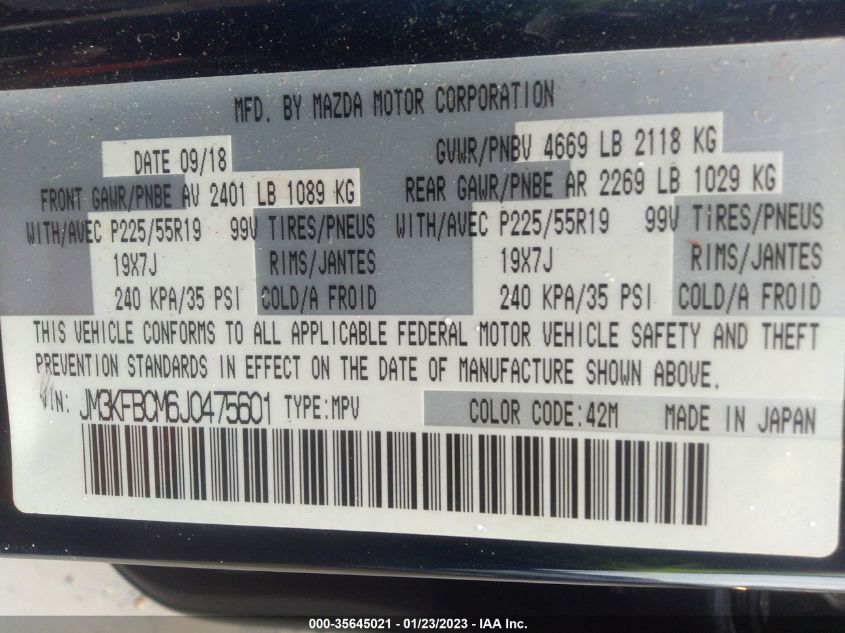 MFD. BY MAZDA MOTOR CORPORATION
DATE 09/18 GVWR/PNBV 4669 LB 2118 KG
FRONT GAWR/PNBE AV 2401 LB 1089 KG REAR GAWR/PNBE AR 2269 LB 1029 KG
WITH/AVEC P225/55R19 99V TIRES/PNEUS WITH/AVEC P225/55R19 99V TIRES/PNEUS
19X7J RIMS/JANTES 19X7J RIMS/JANTES
240 KPA/35 PSI COLD/A FROID 240 KPA/35 PSI COLD/A FROID
THIS VEHICLE CONFORMS TO ALL APPLICABLE FEDERAL MOTOR VEHICLE SAFETY AND THEFT
PREVENTION STANDARDS IN EFFECT ON THE DATE OF MANUFACTURE SHOWN ABOVE.
VIN: JM3KFBCM6J0475601 TYPE:MPV COLOR CODE:42M MADE IN JAPAN
000-35645021 - 01/23/2023 - IAA Inc.